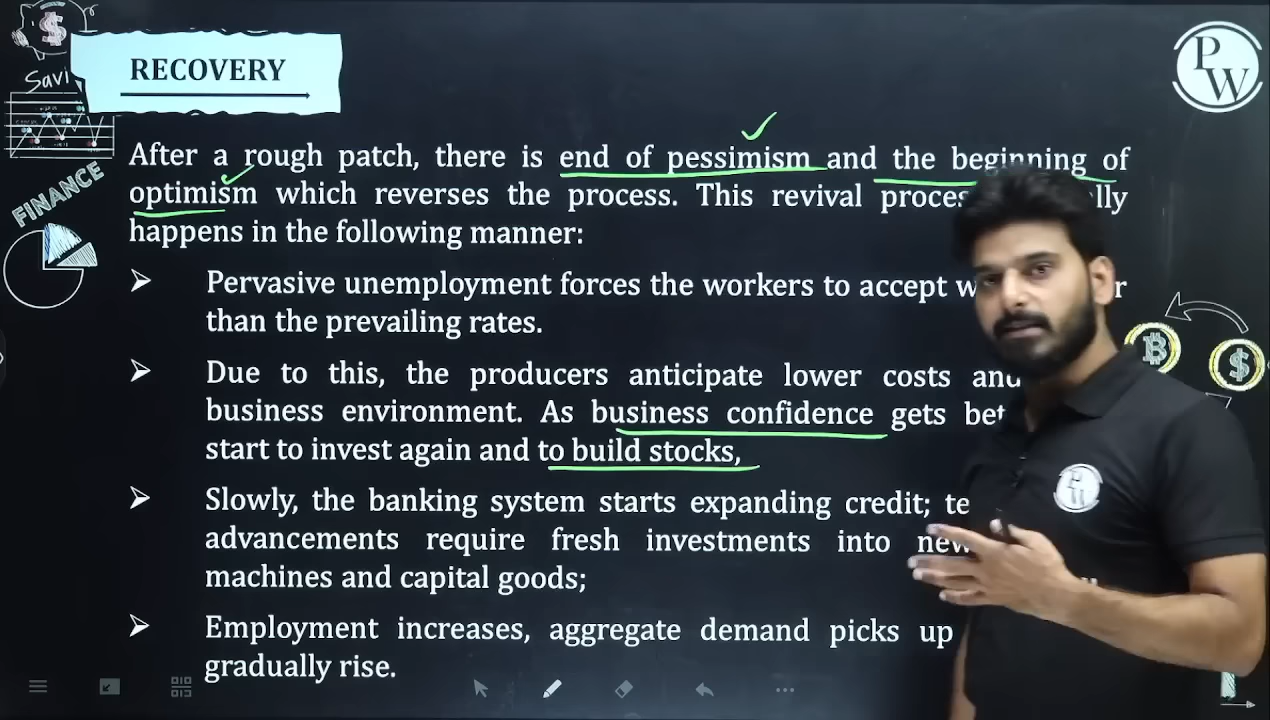 RECOVERY
PW
Savi
FINANCE
After a rough patch, there is end of pessimism and the beginning of
optimism which reverses the process. This revival
happens in the following manner:
Pervasive unemployment forces the workers to accept
than the prevailing rates.
Due to this, the producers anticipate lower costs and
business environment. As business confidence gets
start to invest again and to build stocks,
Slowly, the banking system starts expanding credit;
advancements require fresh investments into new
machines and capital goods;
Employment increases, aggregate demand picks up
gradually rise.